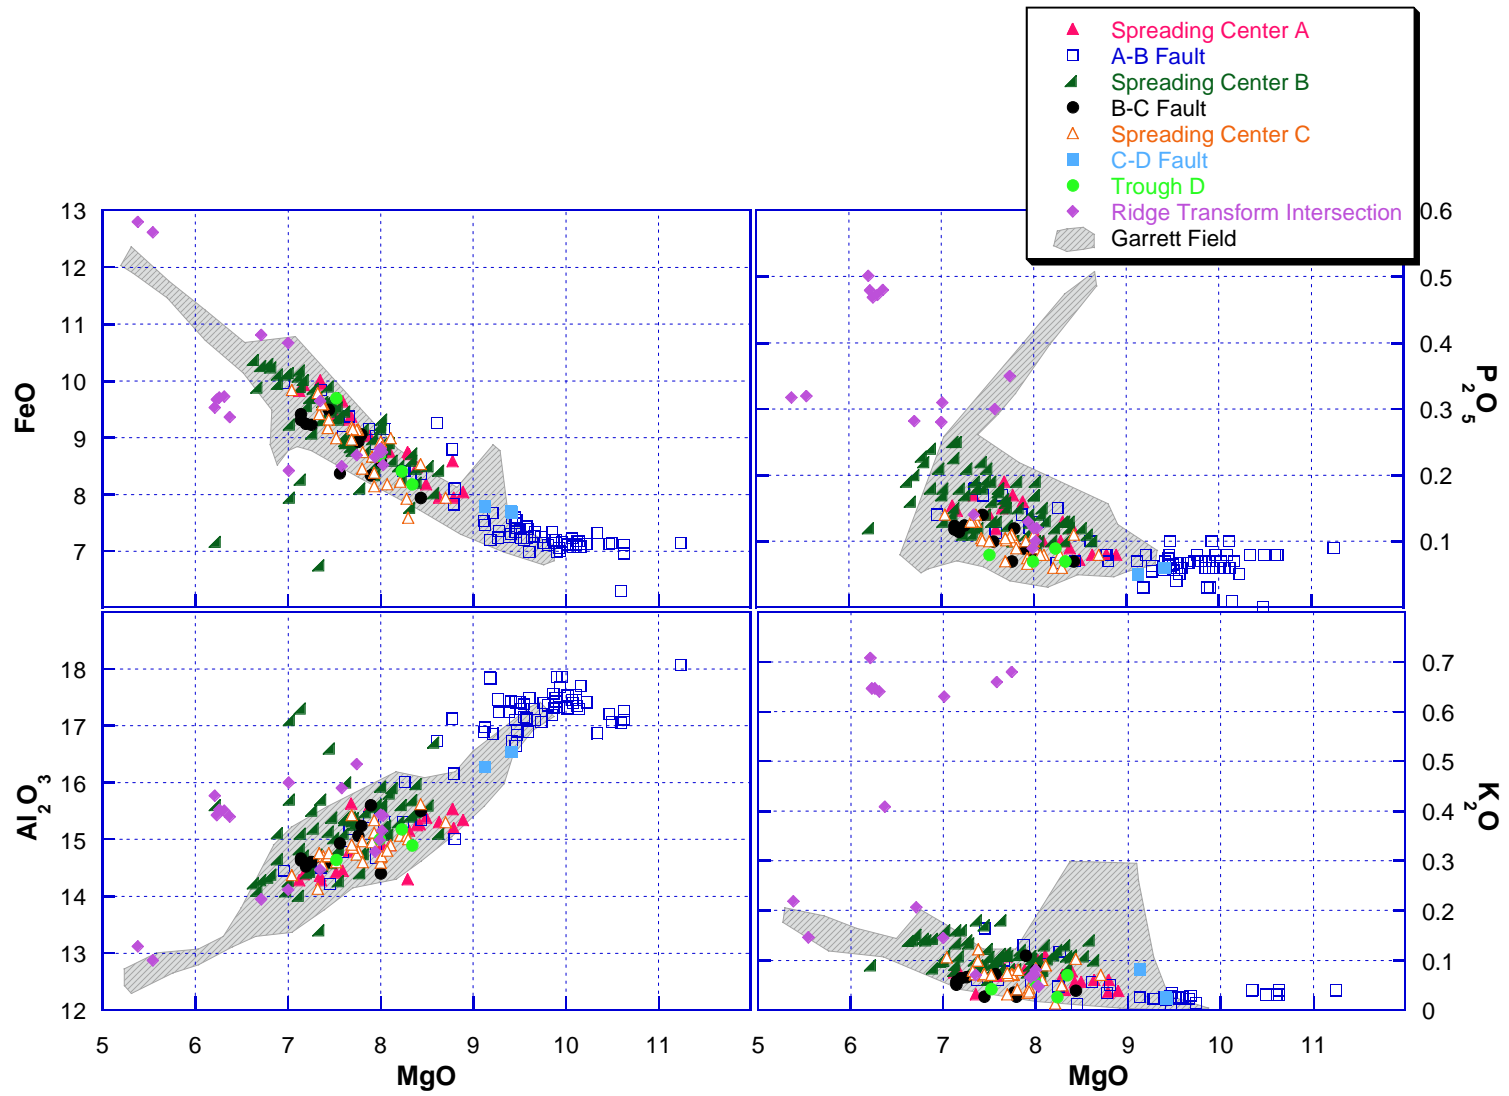 Spreading Center A
A-B Fault
Spreading Center B
B-C Fault
Spreading Center C
C-D Fault
Trough D
Ridge Transform Intersection
Garrett Field
13
12
11
10
9
8
7
FeO
0.6
0.5
0.4
0.3
0.2
0.1
P2O5
18
17
16
15
14
13
12
Al2O3
0.7
0.6
0.5
0.4
0.3
0.2
0.1
0
K2O
5 6 7 8 9 10 11
MgO
5 6 7 8 9 10 11
MgO